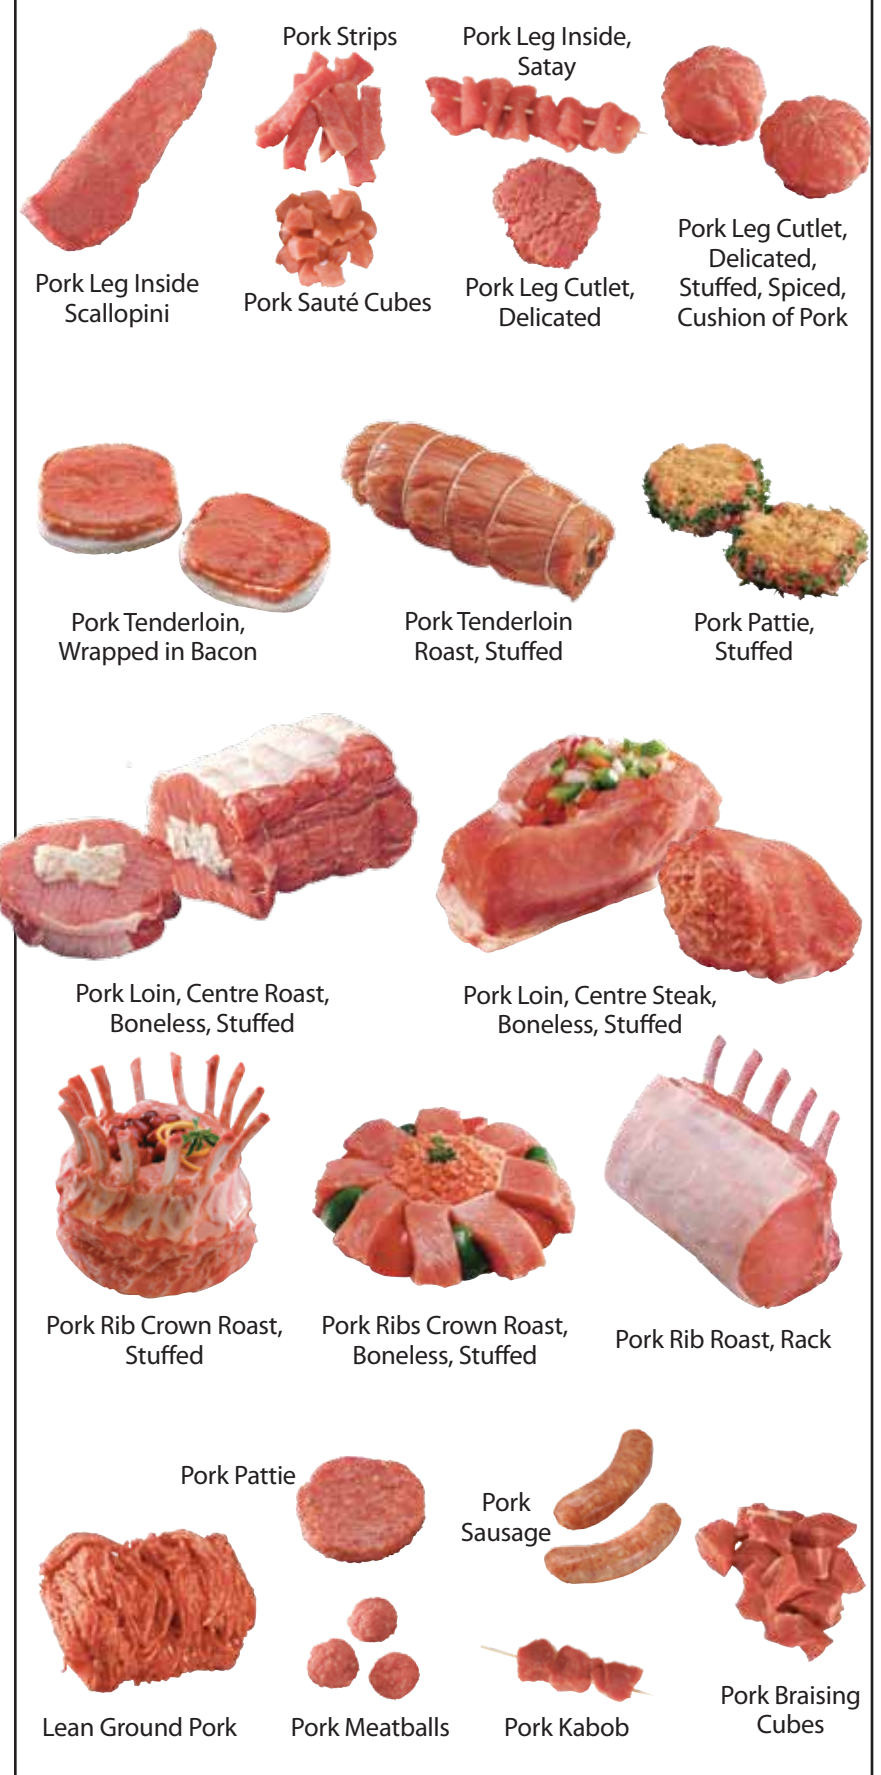 Pork Strips
Pork Leg Inside,
Satay
Pork Leg Inside
Scallopini
Pork Sauté Cubes
Pork Leg Cutlet,
Delicated
Pork Leg Cutlet,
Delicated,
Stuffed, Spiced,
Cushion of Pork
Pork Tenderloin,
Wrapped in Bacon
Pork Tenderloin
Roast, Stuffed
Pork Pattie,
Stuffed
Pork Loin, Centre Roast,
Boneless, Stuffed
Pork Loin, Centre Steak,
Boneless, Stuffed
Pork Rib Crown Roast,
Stuffed
Pork Ribs Crown Roast,
Boneless, Stuffed
Pork Rib Roast, Rack
Pork Pattie
Pork
Sausage
Lean Ground Pork
Pork Meatballs
Pork Kabob
Pork Braising
Cubes